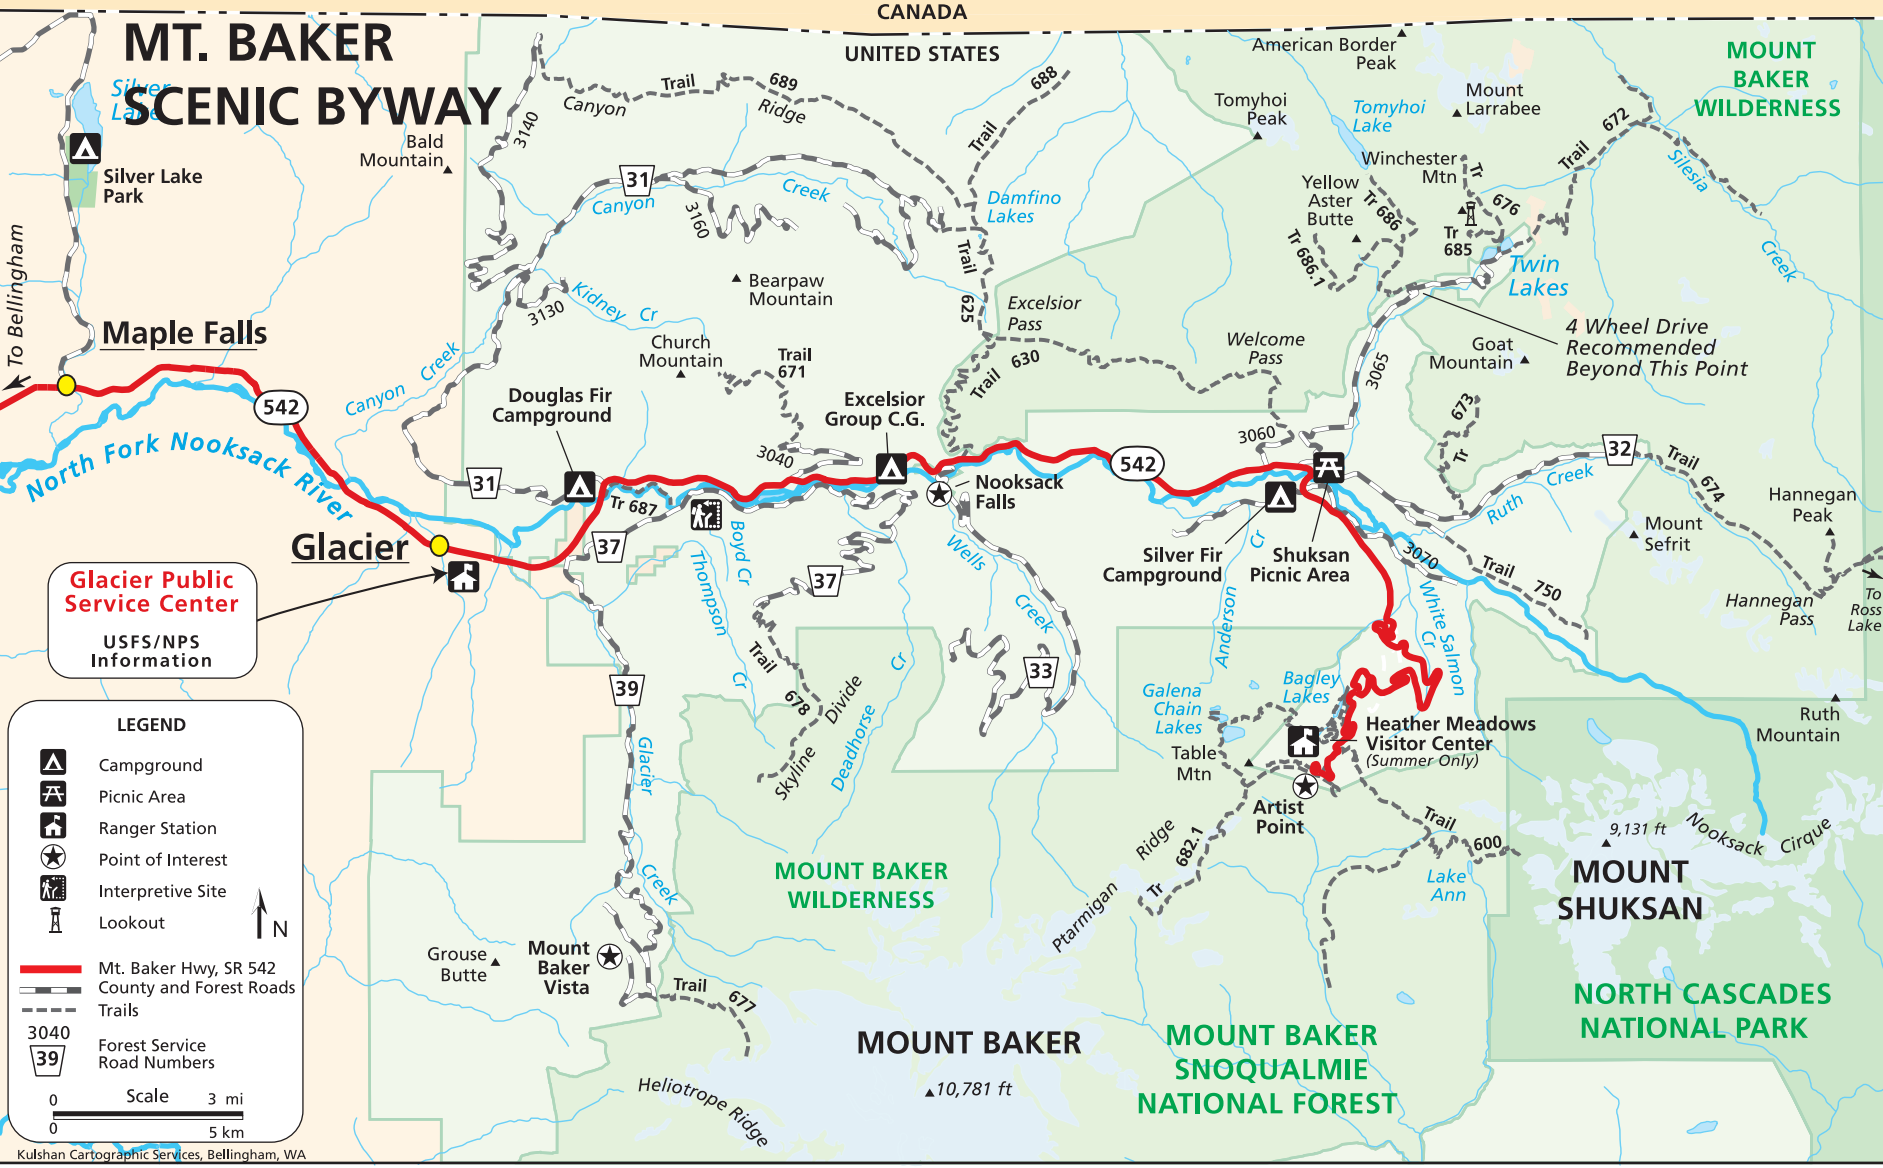 CANADA
UNITED STATES
MT. BAKER
SCENIC BYWAY
Silver
Lake
Silver Lake
Park
Bald
Mountain
3140
Canyon
Trail
689
Ridge
688
Trail
American Border
Peak
Tomyhoi
Peak
Tomyhoi
Lake
Mount
Larrabee
MOUNT
BAKER
WILDERNESS
672
Trail
Silesia
Creek
Winchester
Mtn
Tr
676
Yellow
Aster
Butte
Tr 686
Tr 686.1
Tr
685
Twin
Lakes
31
Canyon
Creek
3160
Damfino
Lakes
Trail
625
Bearpaw
Mountain
Kidney Cr
3130
Excelsior
Pass
To Bellingham
Maple Falls
Church
Mountain
Trail
671
630
Trail
Welcome
Pass
3065
Goat
Mountain
4 Wheel Drive
Recommended
Beyond This Point
Canyon Creek
542
Douglas Fir
Campground
Excelsior
Group C.G.
3040
3060
673
Tr
32
Trail
674
Hannegan
Peak
North Fork Nooksack River
31
542
Nooksack
Falls
Ruth Creek
Mount
Sefrit
Tr 687
37
Boyd Cr
Thompson
Cr
37
Wells
Creek
Silver Fir
Campground
Cr
Anderson
Shuksan
Picnic Area
3070
Trail
750
Hannegan
Pass
To
Ross
Lake
Glacier
Glacier Public
Service Center
USFS/NPS
Information
White Salmon
Cr
39
Trail
678
Skyline
Divide
Deadhorse
Cr
33
Galena
Chain
Lakes
Bagley
Lakes
Heather Meadows
Visitor Center
(Summer Only)
Ruth
Mountain
Table
Mtn
Artist
Point
LEGEND
Campground
Picnic Area
Ranger Station
Point of Interest
Interpretive Site
Lookout
N
Mt. Baker Hwy, SR 542
County and Forest Roads
Trails
3040
39
Forest Service
Road Numbers
Scale
0 3 mi
0 5 km
Kulshan Cartographic Services, Bellingham, WA
Glacier
Creek
MOUNT BAKER
WILDERNESS
Ptarmigan
Ridge
Tr
682.1
Trail
600
Lake
Ann
9,131 ft
MOUNT
SHUKSAN
Nooksack Cirque
Grouse
Butte
Mount
Baker
Vista
Trail
677
Heliotrope Ridge
MOUNT BAKER
10,781 ft
MOUNT BAKER
SNOQUALMIE
NATIONAL FOREST
NORTH CASCADES
NATIONAL PARK